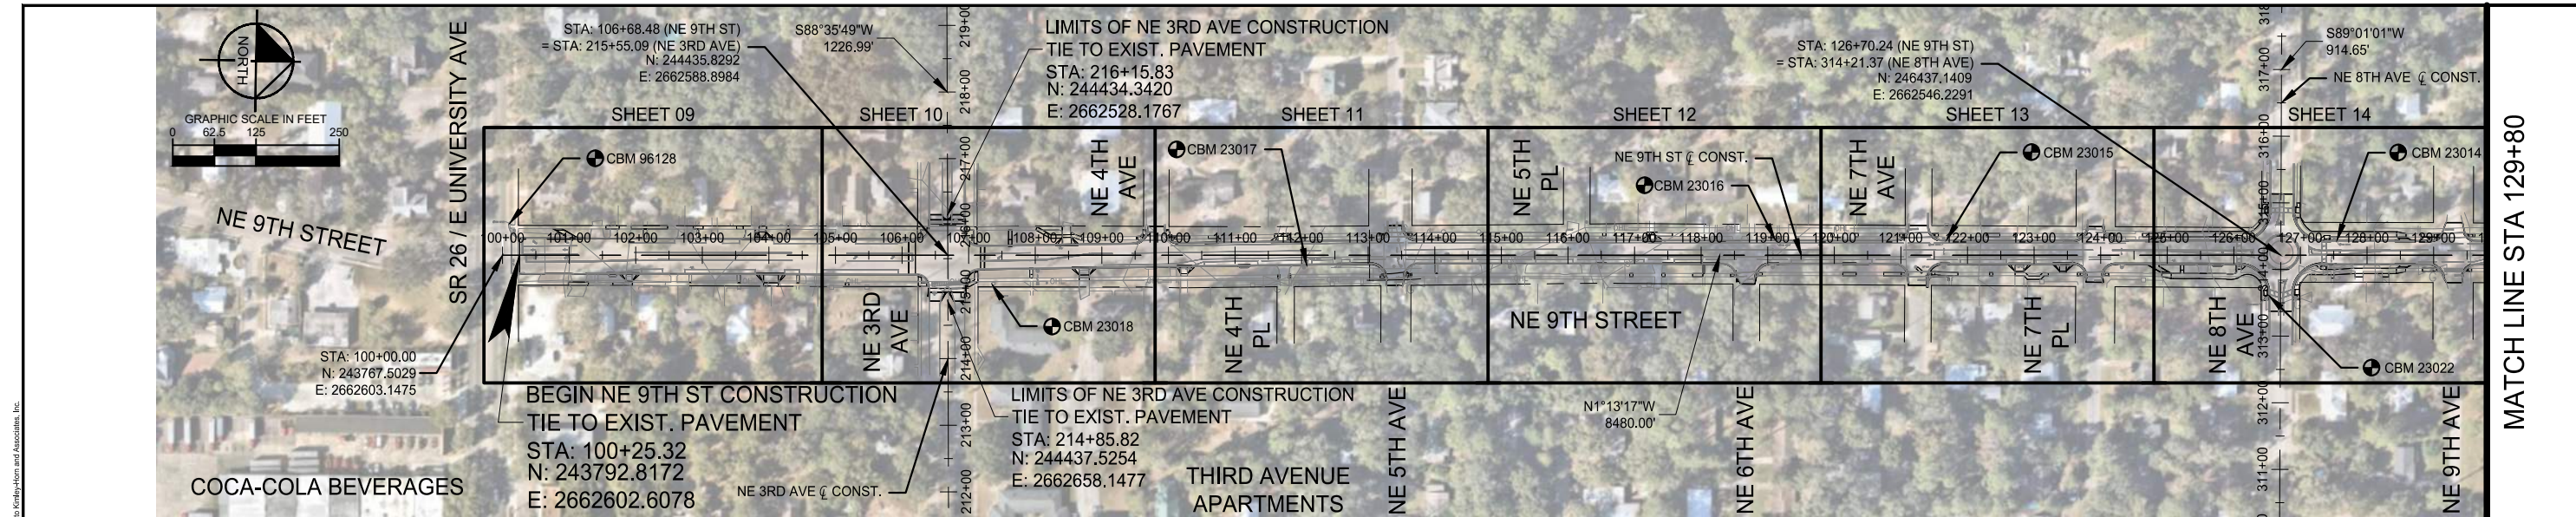 NORTH
GRAPHIC SCALE IN FEET
0 62.5 125 250
NE 9TH STREET
SR 26 / E UNIVERSITY AVE
STA: 106+68.48 (NE 9TH ST)
= STA: 215+55.09 (NE 3RD AVE)
N: 244435.8292
E: 2662588.8984
S88°35'49"W
1226.99'
LIMITS OF NE 3RD AVE CONSTRUCTION
TIE TO EXIST. PAVEMENT
STA: 216+15.83
N: 244434.3420
E: 2662528.1767
STA: 126+70.24 (NE 9TH ST)
= STA: 314+21.37 (NE 8TH AVE)
N: 246437.1409
E: 2662546.2291
S89°01'01"W
914.65'
NE 8TH AVE ℄ CONST.
SHEET 09
SHEET 10
SHEET 11
SHEET 12
SHEET 13
SHEET 14
219+00
218+00
217+00
216+00
215+00
214+00
213+00
212+00
317+00
316+00
315+00
314+00
313+00
312+00
311+00
CBM 96128
NE 4TH
AVE
CBM 23017
NE 5TH
PL
NE 9TH ST ℄ CONST.
CBM 23016
NE 7TH
AVE
CBM 23015
CBM 23014
101+00 102+00 103+00 104+00 105+00 106+00 107+00 108+00 109+00 110+00 111+00 112+00 113+00 114+00 115+00 116+00 117+00 118+00 119+00 120+00 121+00 122+00 123+00 124+00 125+00 126+00 127+00 128+00 129+00
NE 3RD
AVE
CBM 23018
NE 4TH
PL
NE 9TH STREET
NE 7TH
PL
NE 8TH
AVE
CBM 23022
MATCH LINE STA 129+80
STA: 100+00.00
N: 243767.5029
E: 2662603.1475
BEGIN NE 9TH ST CONSTRUCTION
TIE TO EXIST. PAVEMENT
STA: 100+25.32
N: 243792.8172
E: 2662602.6078
NE 3RD AVE ℄ CONST.
LIMITS OF NE 3RD AVE CONSTRUCTION
TIE TO EXIST. PAVEMENT
STA: 214+85.82
N: 244437.5254
E: 2662658.1477
THIRD AVENUE
APARTMENTS
NE 5TH AVE
N1°13'17"W
8480.00'
NE 6TH AVE
NE 9TH AVE
COCA-COLA BEVERAGES
to Kimley-Horn and Associates, Inc.